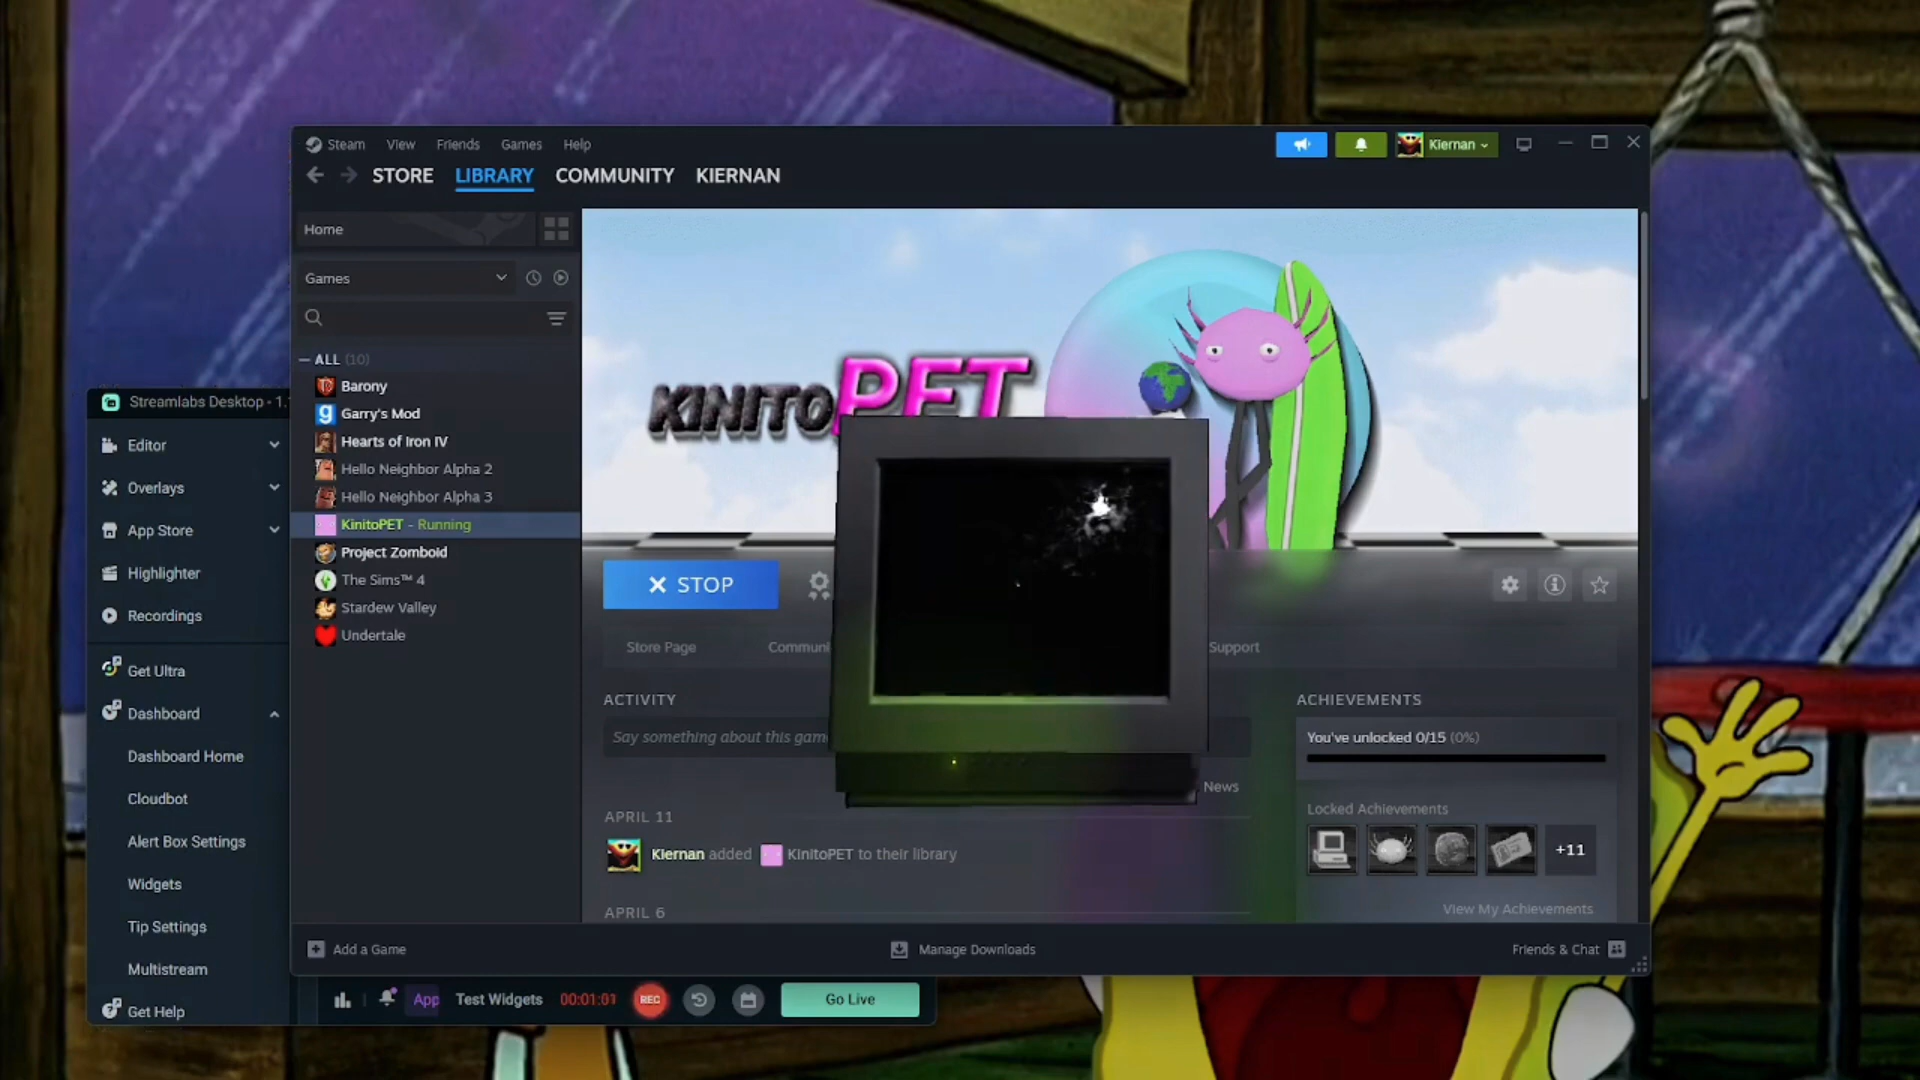 Steam View Friends Games Help
Kiernan
STORE LIBRARY COMMUNITY KIERNAN
Home
Games
ALL (10)
Barony
Garry's Mod
Hearts of Iron IV
Hello Neighbor Alpha 2
Hello Neighbor Alpha 3
KinitoPET - Running
Project Zomboid
The Sims™ 4
Stardew Valley
Undertale
Add a Game
KINITOPET
STOP
Store Page
Support
ACTIVITY
Say something about this
News
APRIL 11
Kiernan added KinitoPET to their library
APRIL 6
ACHIEVEMENTS
You've unlocked 0/15 (0%)
Locked Achievements
+11
View My Achievements
Manage Downloads
Friends & Chat
Streamlabs Desktop - 1.
Editor
Overlays
App Store
Highlighter
Recordings
Get Ultra
Dashboard
Dashboard Home
Cloudbot
Alert Box Settings
Widgets
Tip Settings
Multistream
Get Help
App Test Widgets 00:01:01 REC Go Live